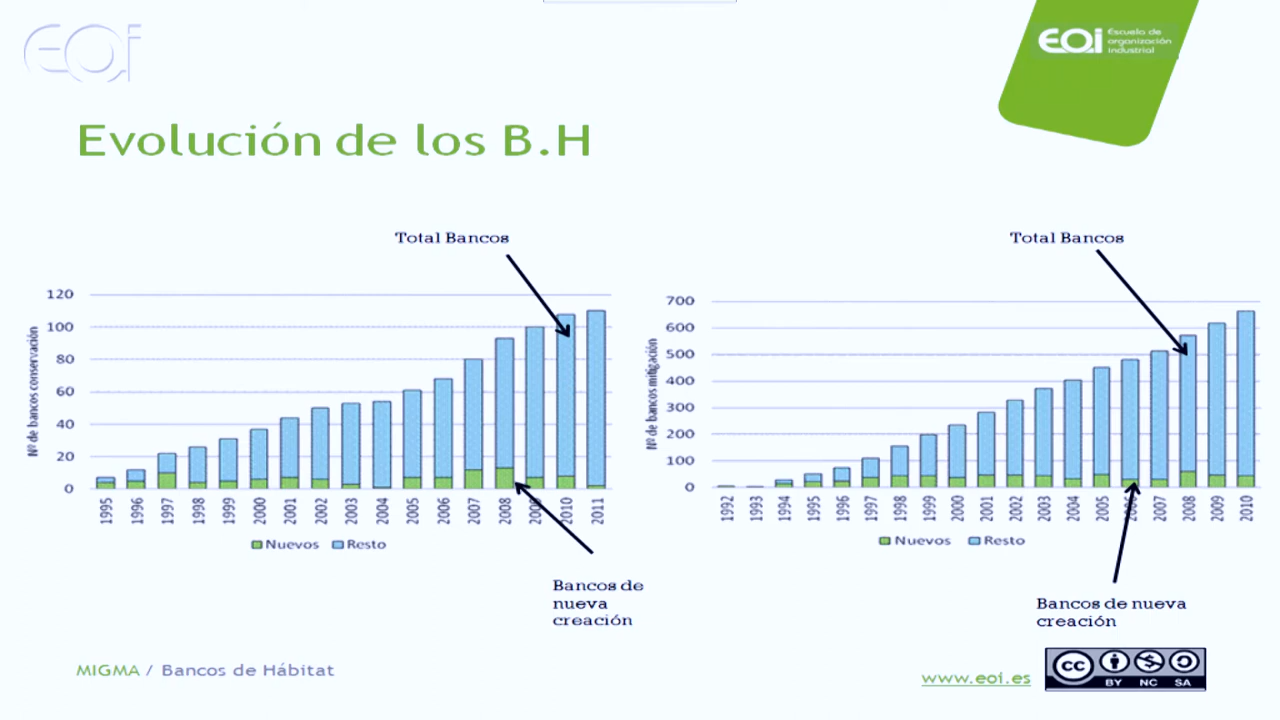 EOi
EOi Escuela de
organización
industrial
Evolución de los B.H
Total Bancos
Nº de bancos conservación
120
100
80
60
40
20
0
1995 1996 1997 1998 1999 2000 2001 2002 2003 2004 2005 2006 2007 2008 2009 2010 2011
Nuevos Resto
Bancos de
nueva
creación
Total Bancos
Nº de bancos mitigación
700
600
500
400
300
200
100
0
1992 1993 1994 1995 1996 1997 1998 1999 2000 2001 2002 2003 2004 2005 2006 2007 2008 2009 2010
Nuevos Resto
Bancos de nueva
creación
MIGMA / Bancos de Hábitat
www.eoi.es
cc
BY NC SA